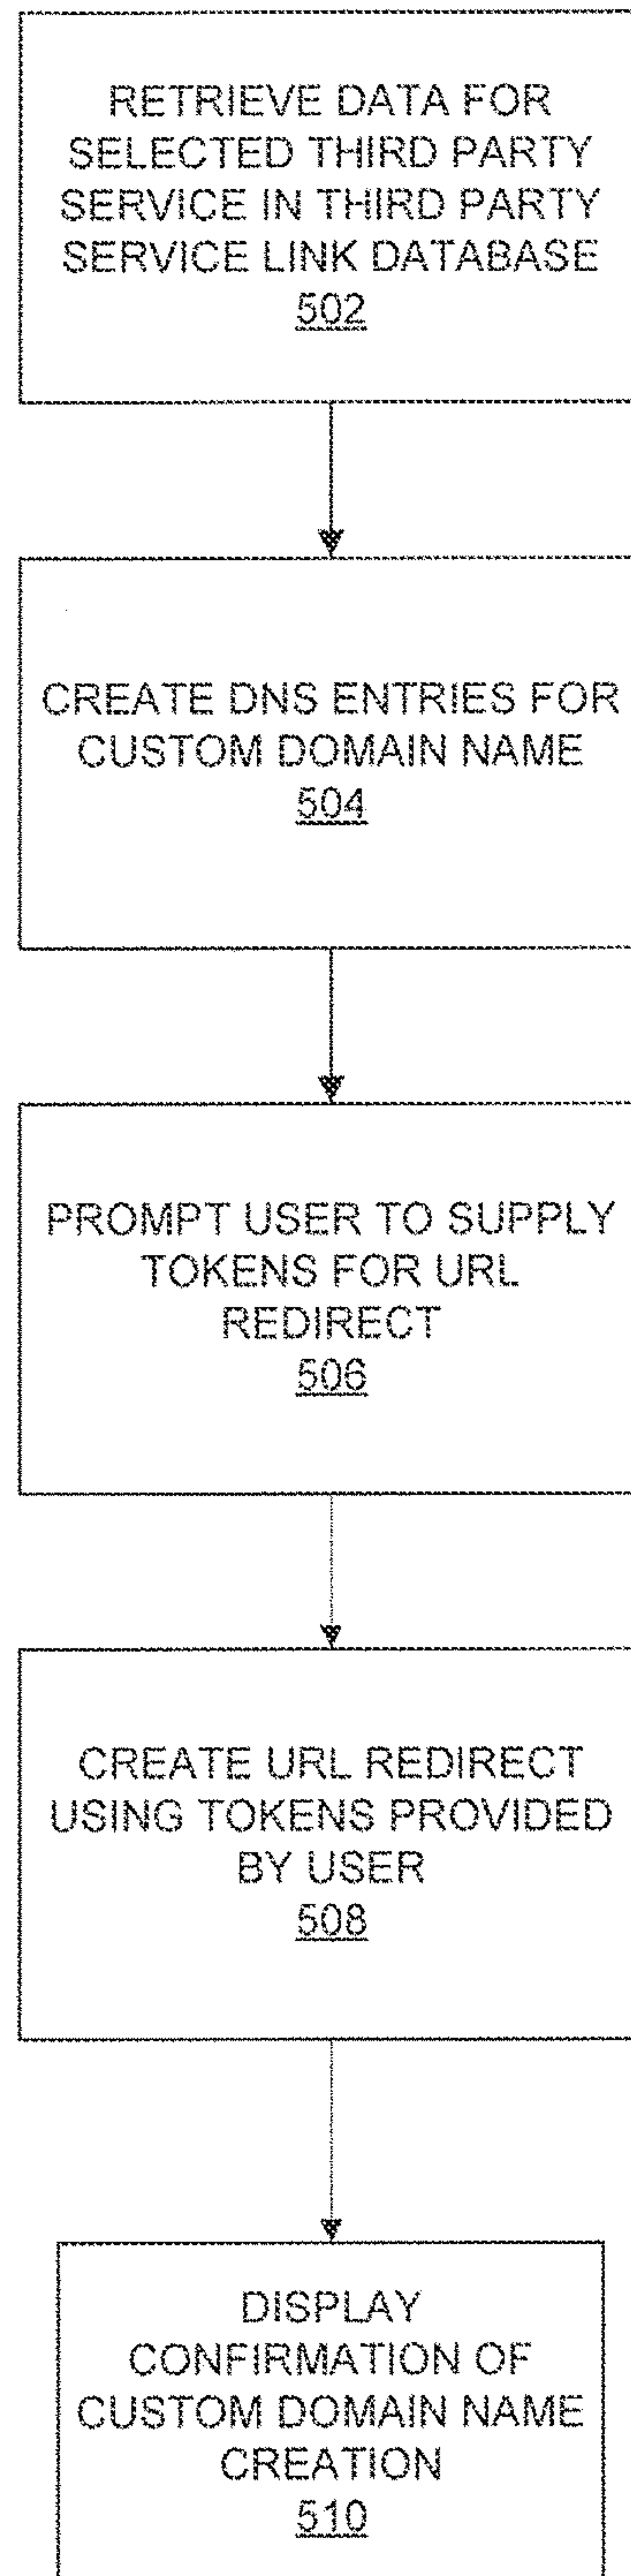 RETRIEVE DATA FOR
SELECTED THIRD PARTY
SERVICE IN THIRD PARTY
SERVICE LINK DATABASE
502
CREATE DNS ENTRIES FOR
CUSTOM DOMAIN NAME
504
PROMPT USER TO SUPPLY
TOKENS FOR URL
REDIRECT
506
CREATE URL REDIRECT
USING TOKENS PROVIDED
BY USER
508
DISPLAY
CONFIRMATION OF
CUSTOM DOMAIN NAME
CREATION
510